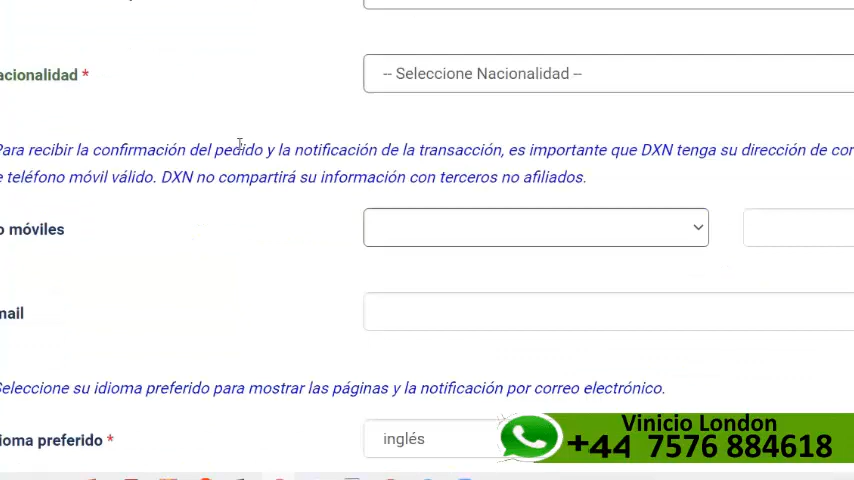 acionalidad *
-- Seleccione Nacionalidad --
Para recibir la confirmación del pedido y la notificación de la transacción, es importante que DXN tenga su dirección de cor
e teléfono móvil válido. DXN no compartirá su información con terceros no afiliados.
o móviles
mail
Seleccione su idioma preferido para mostrar las páginas y la notificación por correo electrónico.
ioma preferido *
inglés
Vinicio London
+44 7576 884618